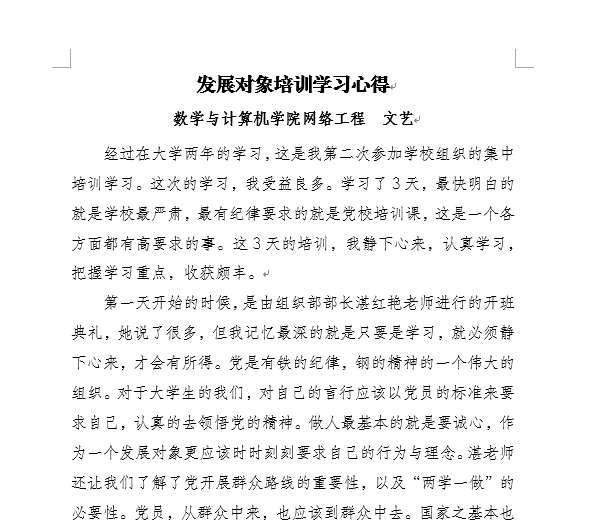 发展对象培训学习心得
数学与计算机学院网络工程 文艺
经过在大学两年的学习，这是我第二次参加学校组织的集中
培训学习。这次的学习，我受益良多。学习了 3 天，最快明白的
就是学校最严肃，最有纪律要求的就是党校培训课，这是一个各
方面都有高要求的事。这 3 天的培训，我静下心来，认真学习，
把握学习重点，收获颇丰。
第一天开始的时候，是由组织部部长湛红艳老师进行的开班
典礼，她说了很多，但我记忆最深的就是只要是学习，就必须静
下心来，才会有所得。党是有铁的纪律，钢的精神的一个伟大的
组织。对于大学生的我们，对自己的言行应该以党员的标准来要
求自己，认真的去领悟党的精神。做人最基本的就是要诚心，作
为一个发展对象更应该时时刻刻要求自己的行为与理念。湛老师
还让我们了解了党开展群众路线的重要性，以及“两学一做”的
必要性。党员，从群众中来，也应该到群众中去。国家之基本也